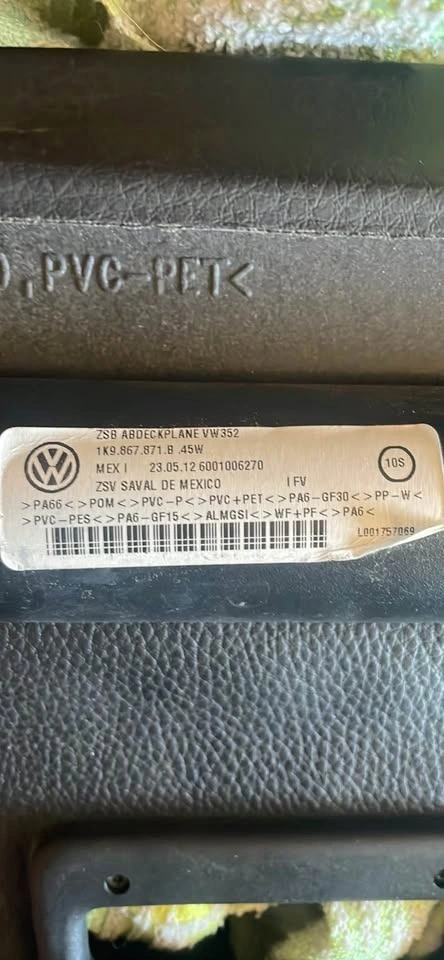 ,PVC-PET<
ZSB ABDECKPLANE VW352
1K9.867.871.B .45W
MEX I 23.05.12 6001006270
ZSV SAVAL DE MEXICO I FV
10S
>PA66< >POM< >PVC-P< >PVC+PET< >PA6-GF30< >PP-W<
>PVC-PES< >PA6-GF15< >ALMGSI< >WF+PF< >PA6<
L001757069